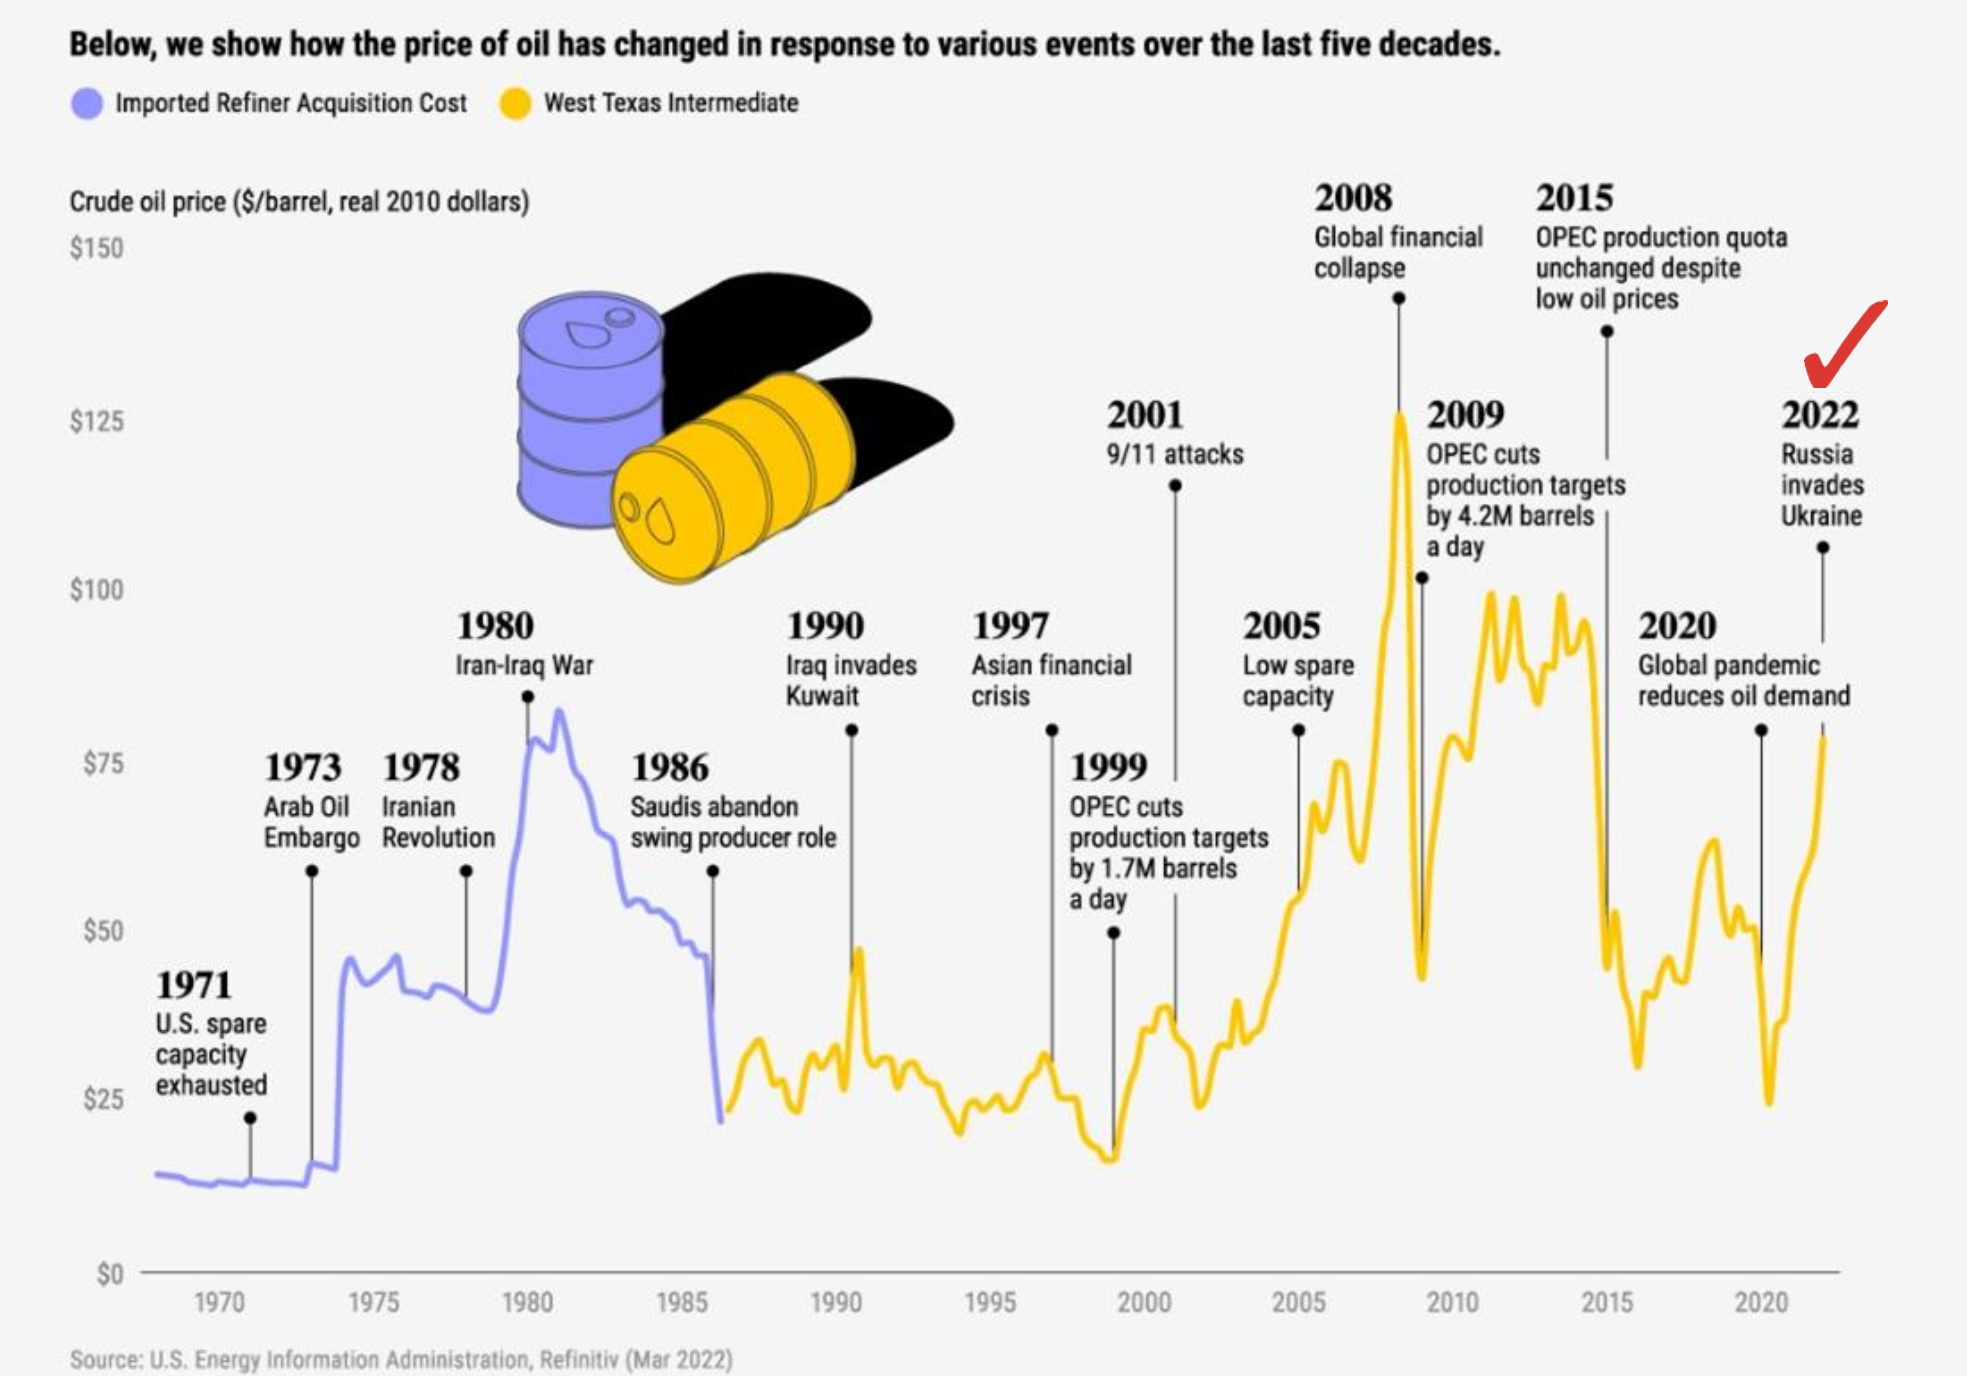 Below, we show how the price of oil has changed in response to various events over the last five decades.
Imported Refiner Acquisition Cost
West Texas Intermediate
Crude oil price ($/barrel, real 2010 dollars)
$150
$125
$100
$75
$50
$25
$0
1971
U.S. spare
capacity
exhausted
1973
Arab Oil
Embargo
1978
Iranian
Revolution
1980
Iran-Iraq War
1986
Saudis abandon
swing producer role
1990
Iraq invades
Kuwait
1997
Asian financial
crisis
1999
OPEC cuts
production targets
by 1.7M barrels
a day
2001
9/11 attacks
2005
Low spare
capacity
2008
Global financial
collapse
2009
OPEC cuts
production targets
by 4.2M barrels
a day
2015
OPEC production quota
unchanged despite
low oil prices
2020
Global pandemic
reduces oil demand
2022
Russia
invades
Ukraine
1970
1975
1980
1985
1990
1995
2000
2005
2010
2015
2020
Source: U.S. Energy Information Administration, Refinitiv (Mar 2022)